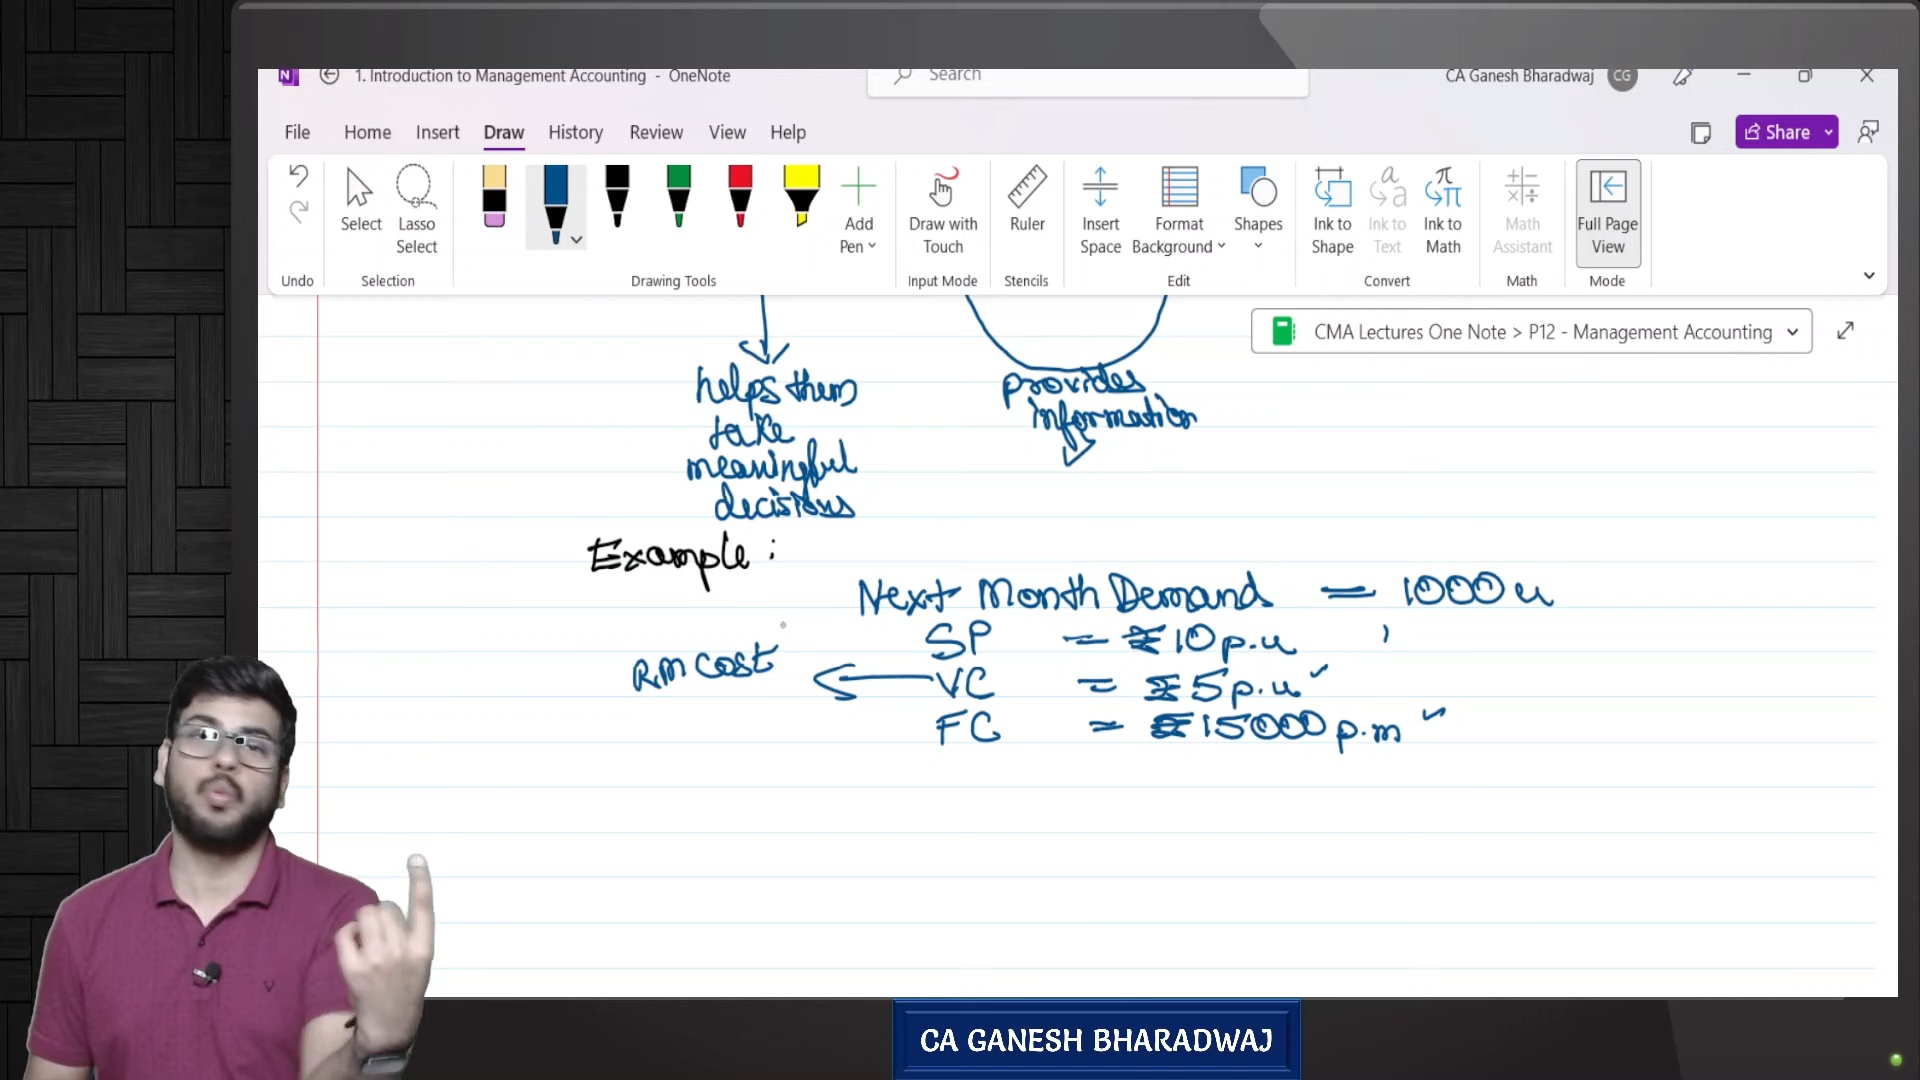 1. Introduction to Management Accounting - OneNote
Search
CA Ganesh Bharadwaj CG
File Home Insert Draw History Review View Help
Share
Undo
Select
Lasso Select
Selection
Drawing Tools
Add Pen
Draw with Touch
Input Mode
Ruler
Stencils
Insert Space
Format Background
Shapes
Edit
Ink to Shape
Ink to Text
Ink to Math
Convert
Math Assistant
Math
Full Page View
Mode
CMA Lectures One Note > P12 - Management Accounting
helps them
take
meaningful
decisions
provides
information
Example :
Next Month Demand = 1000 u
SP = ₹10 p.u
RM cost
VC = ₹5 p.u
FC = ₹15000 p.m
CA GANESH BHARADWAJ